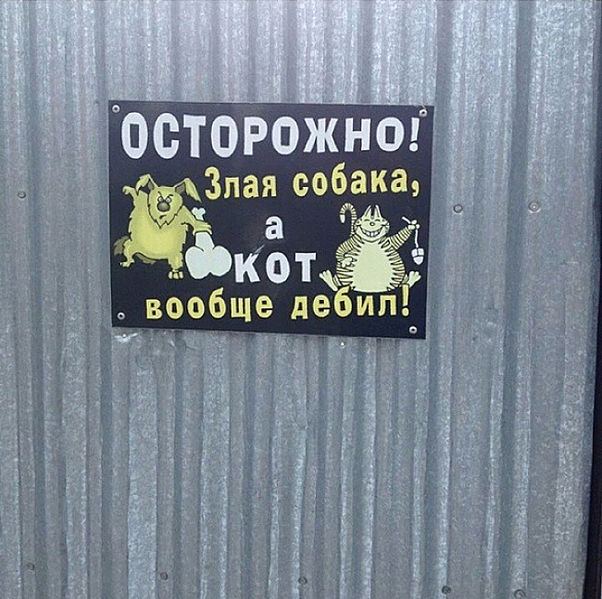 ОСТОРОЖНО!
Злая собака,
а
кот
вообще дебил!